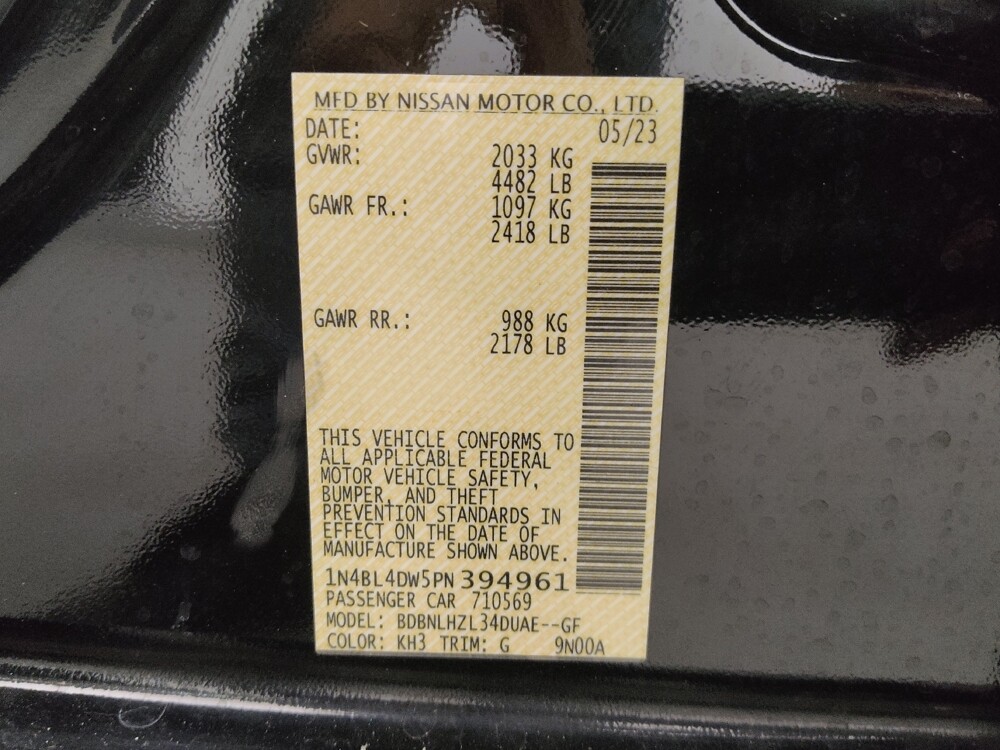 MFD BY NISSAN MOTOR CO., LTD.
DATE: 05/23
GVWR: 2033 KG
4482 LB
GAWR FR.: 1097 KG
2418 LB
GAWR RR.: 988 KG
2178 LB
THIS VEHICLE CONFORMS TO
ALL APPLICABLE FEDERAL
MOTOR VEHICLE SAFETY,
BUMPER, AND THEFT
PREVENTION STANDARDS IN
EFFECT ON THE DATE OF
MANUFACTURE SHOWN ABOVE.
1N4BL4DW5PN394961
PASSENGER CAR 710569
MODEL: BDBNLHZL34DUAE--GF
COLOR: KH3 TRIM: G 9N00A